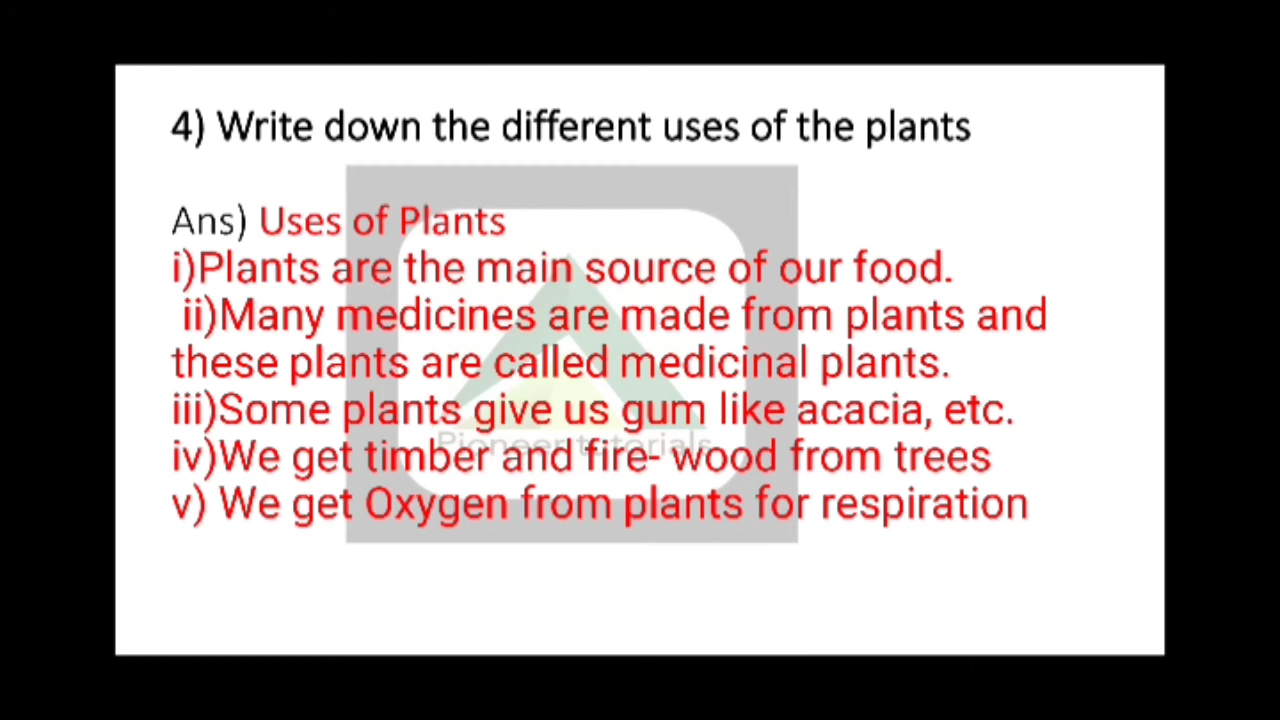 4) Write down the different uses of the plants
Ans) Uses of Plants
i)Plants are the main source of our food.
ii)Many medicines are made from plants and
these plants are called medicinal plants.
iii)Some plants give us gum like acacia, etc.
Pioneer tutorials
iv)We get timber and fire- wood from trees
v) We get Oxygen from plants for respiration